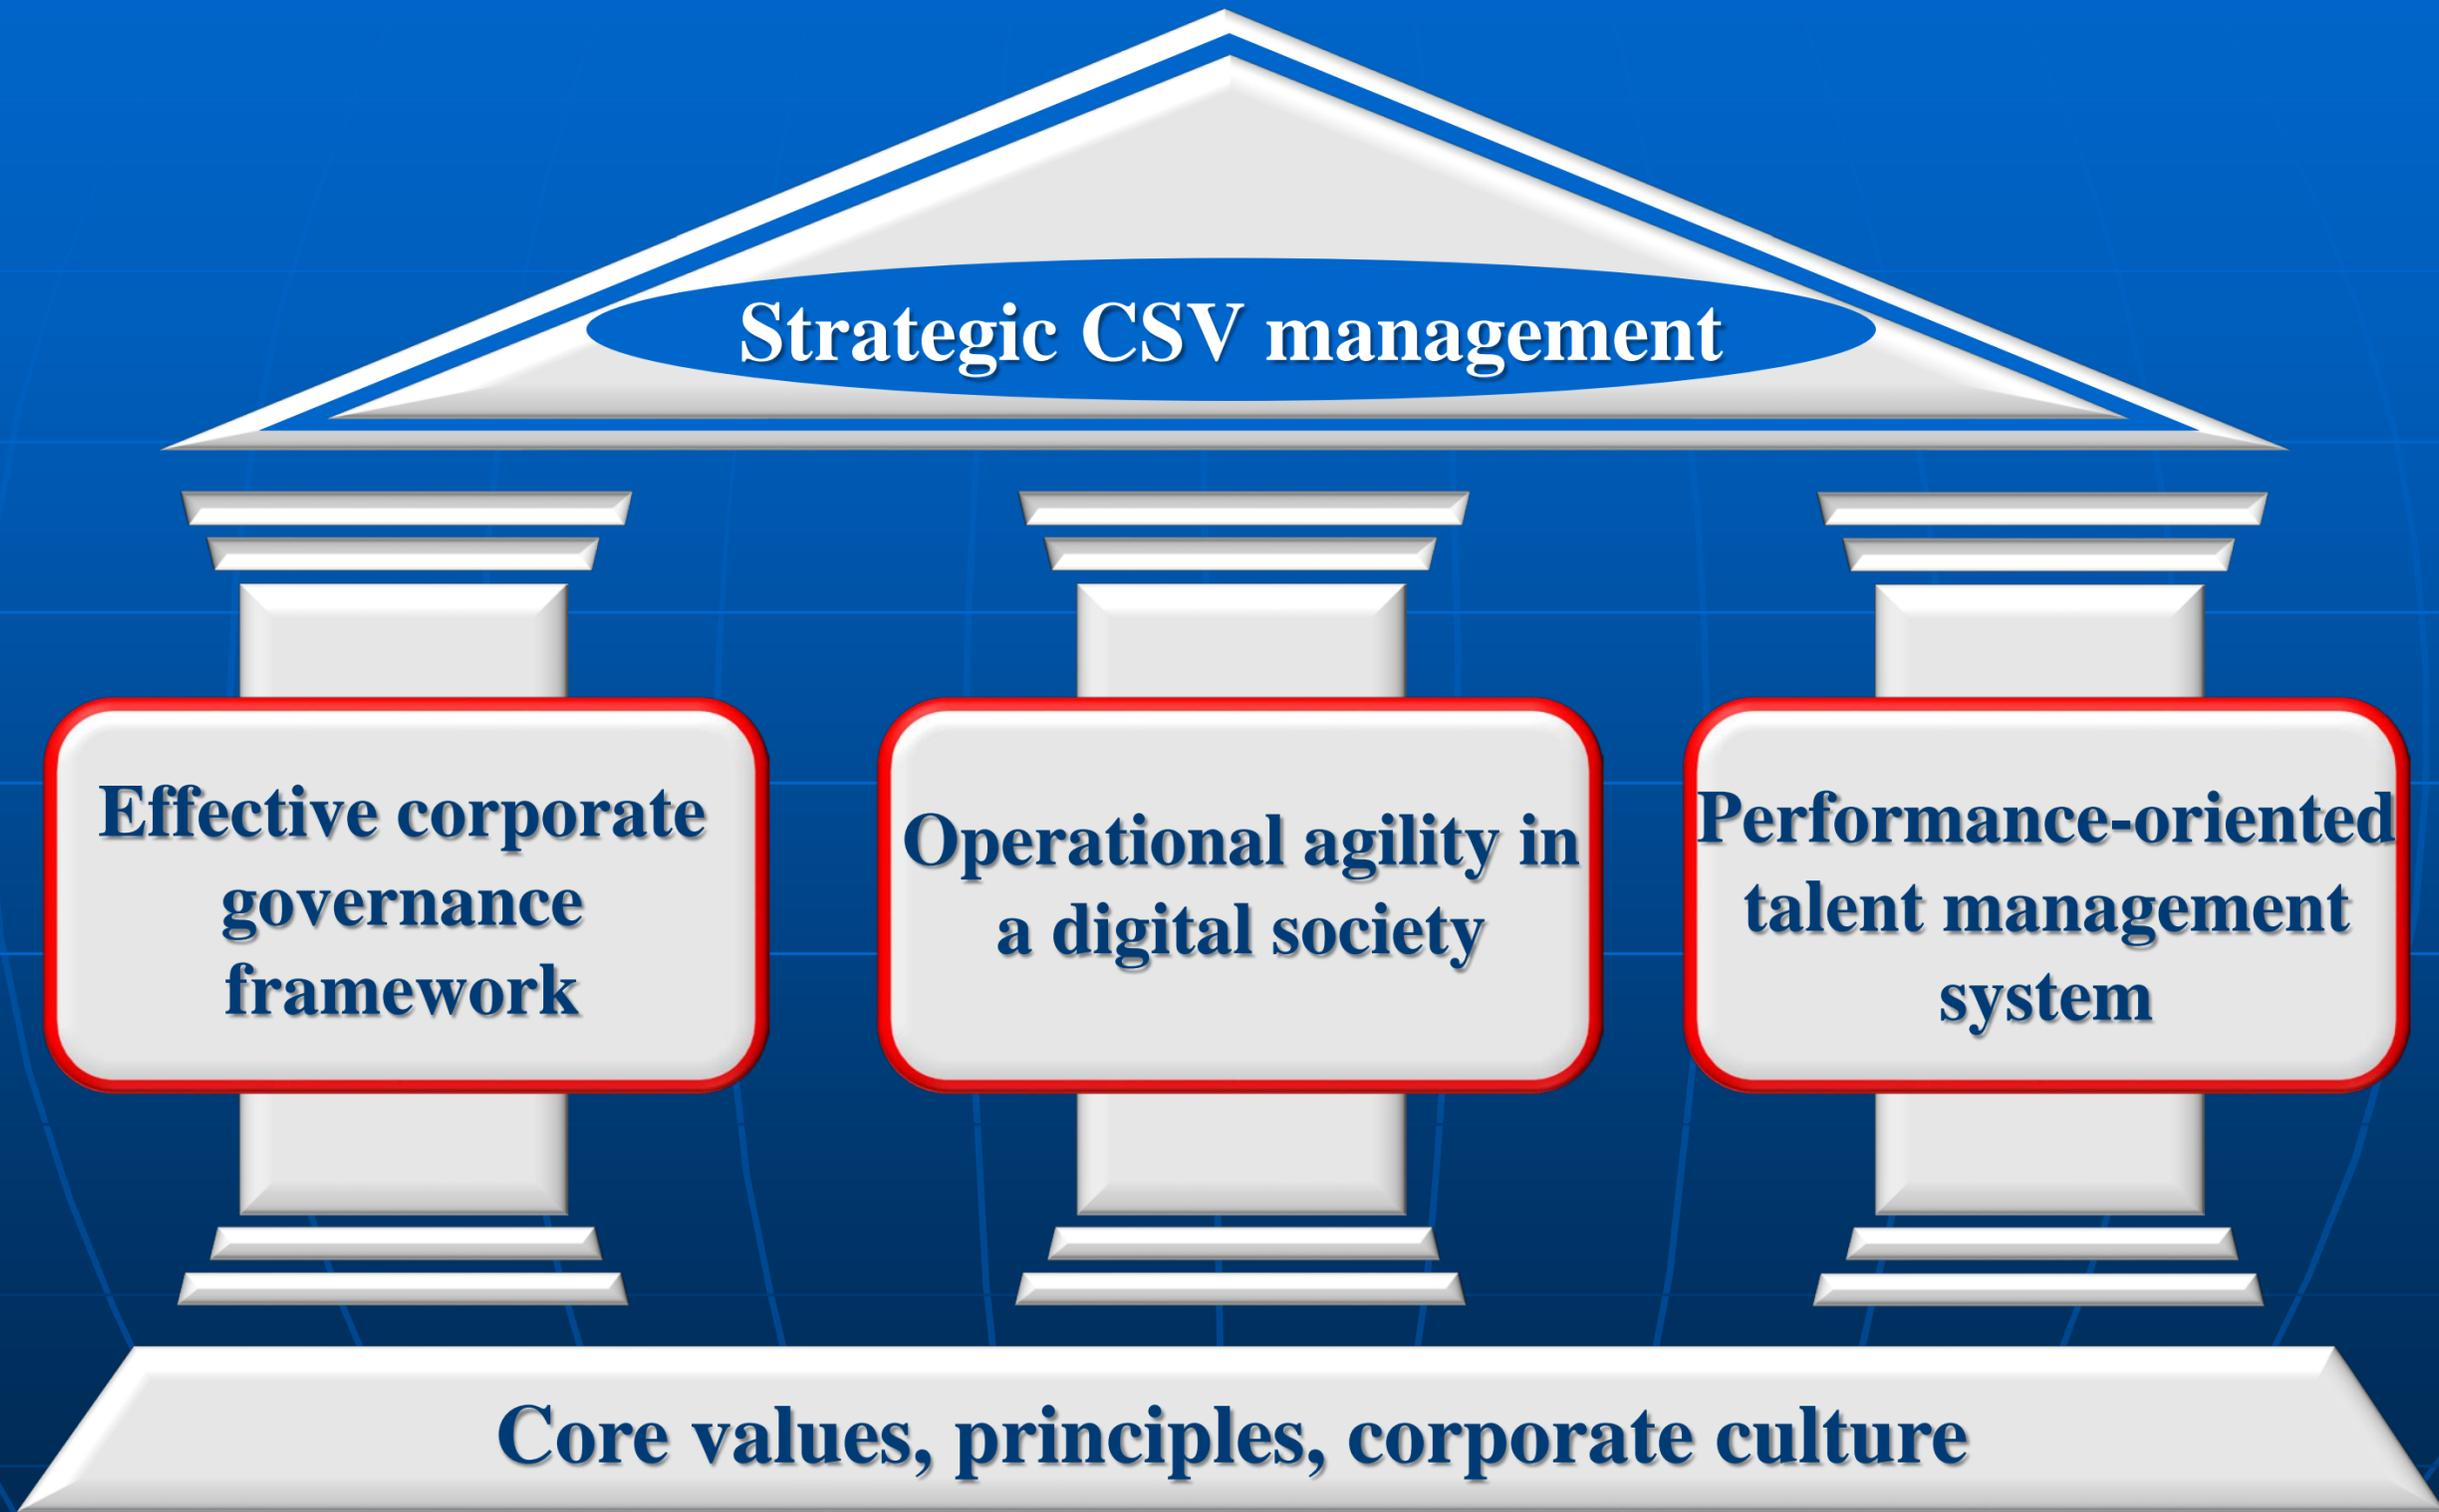 Strategic CSV management
Effective corporate
governance
framework
Operational agility in
a digital society
Performance-oriented
talent management
system
Core values, principles, corporate culture